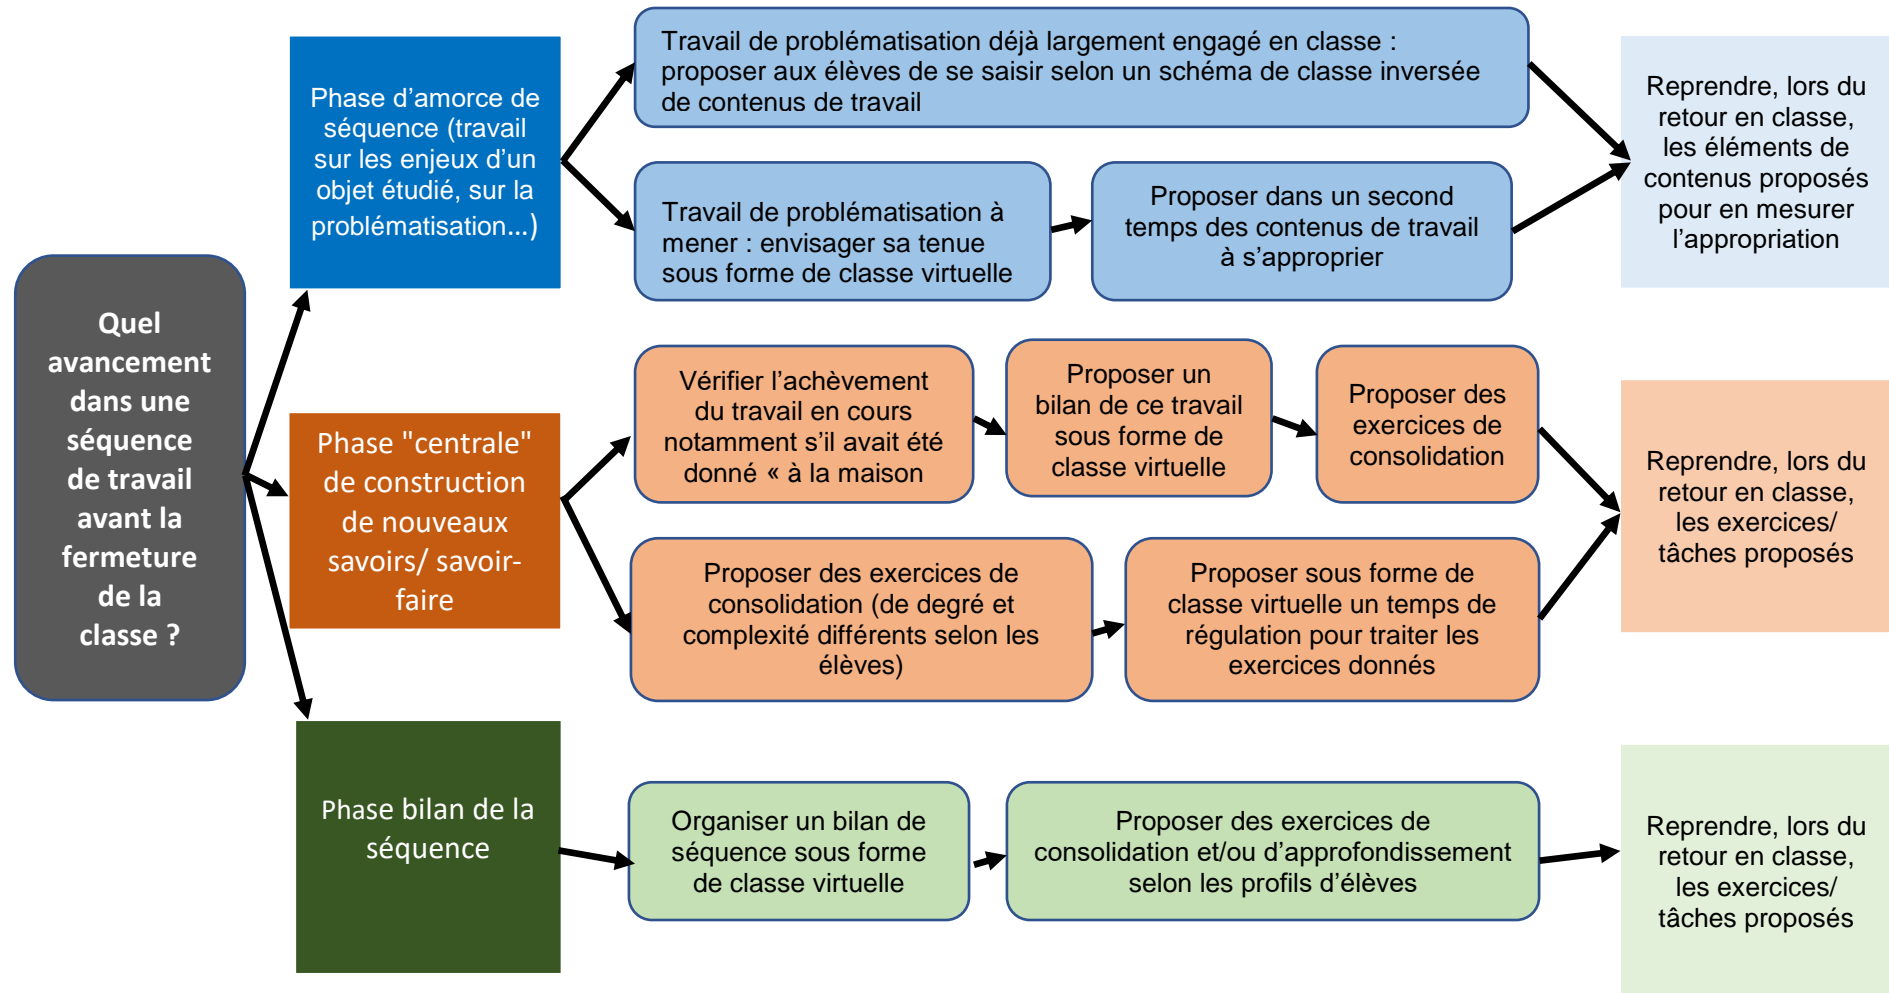 Quel
avancement
dans une
séquence
de travail
avant la
fermeture
de la
classe ?
Phase d’amorce de
séquence (travail
sur les enjeux d’un
objet étudié, sur la
problématisation...)
Travail de problématisation déjà largement engagé en classe :
proposer aux élèves de se saisir selon un schéma de classe inversée
de contenus de travail
Travail de problématisation à
mener : envisager sa tenue
sous forme de classe virtuelle
Proposer dans un second
temps des contenus de travail
à s’approprier
Reprendre, lors du
retour en classe,
les éléments de
contenus proposés
pour en mesurer
l’appropriation
Phase "centrale"
de construction
de nouveaux
savoirs/ savoir-
faire
Vérifier l’achèvement
du travail en cours
notamment s’il avait été
donné « à la maison
Proposer un
bilan de ce travail
sous forme de
classe virtuelle
Proposer des
exercices de
consolidation
Proposer des exercices de
consolidation (de degré et
complexité différents selon les
élèves)
Proposer sous forme de
classe virtuelle un temps de
régulation pour traiter les
exercices donnés
Reprendre, lors du
retour en classe,
les exercices/
tâches proposés
Phase bilan de la
séquence
Organiser un bilan de
séquence sous forme
de classe virtuelle
Proposer des exercices de
consolidation et/ou d’approfondissement
selon les profils d’élèves
Reprendre, lors du
retour en classe,
les exercices/
tâches proposés